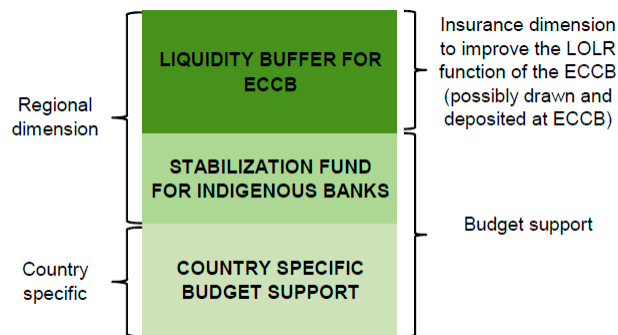 Regional
dimension
Country
specific
LIQUIDITY BUFFER FOR
ECCB
STABILIZATION FUND
FOR INDIGENOUS BANKS
COUNTRY SPECIFIC
BUDGET SUPPORT
Insurance dimension
to improve the LOLR
function of the ECCB
(possibly drawn and
deposited at ECCB)
Budget support